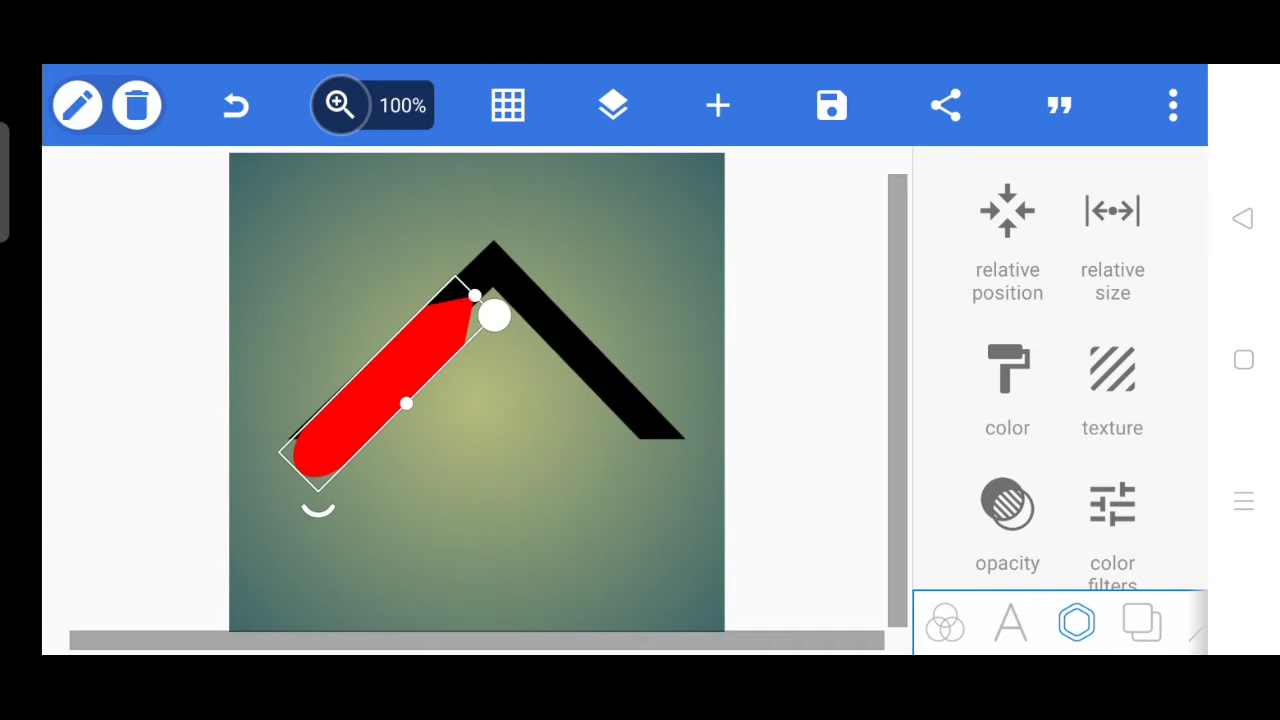 100%
relative
position
relative
size
color
texture
opacity
color
filters